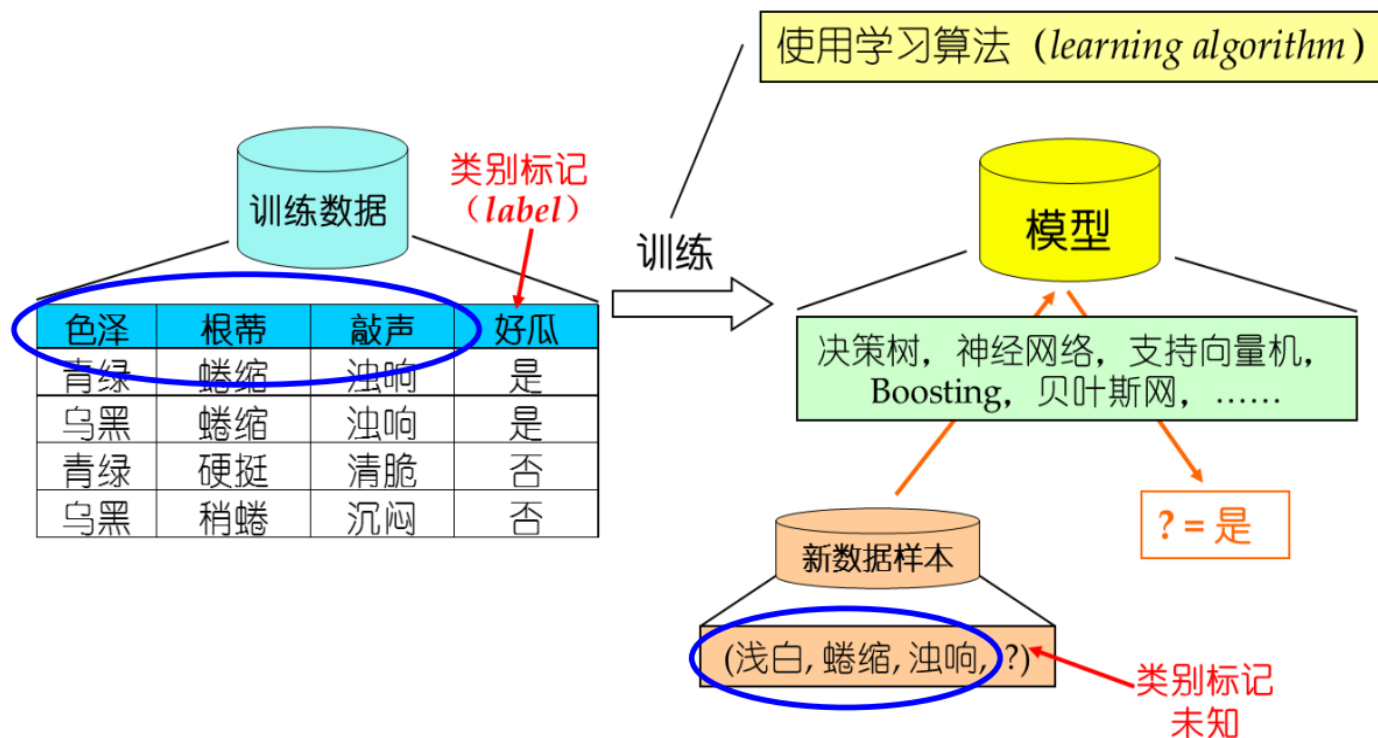 使用学习算法（learning algorithm）
训练数据
类别标记
（label）
训练
模型
色泽 根蒂 敲声 好瓜
青绿 蜷缩 浊响 是
乌黑 蜷缩 浊响 是
青绿 硬挺 清脆 否
乌黑 稍蜷 沉闷 否
决策树，神经网络，支持向量机，
Boosting，贝叶斯网，……
新数据样本
? = 是
(浅白, 蜷缩, 浊响, ?)
类别标记
未知